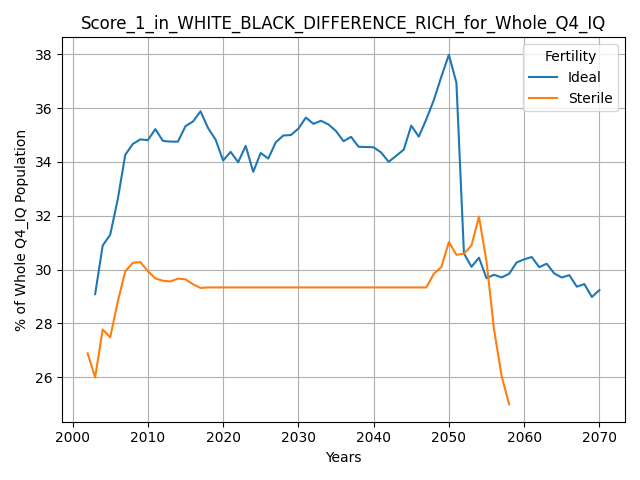 Score_1_in_WHITE_BLACK_DIFFERENCE_RICH_for_Whole_Q4_IQ
Fertility
Ideal
Sterile
% of Whole Q4_IQ Population
38
36
34
32
30
28
26
2000 2010 2020 2030 2040 2050 2060 2070
Years